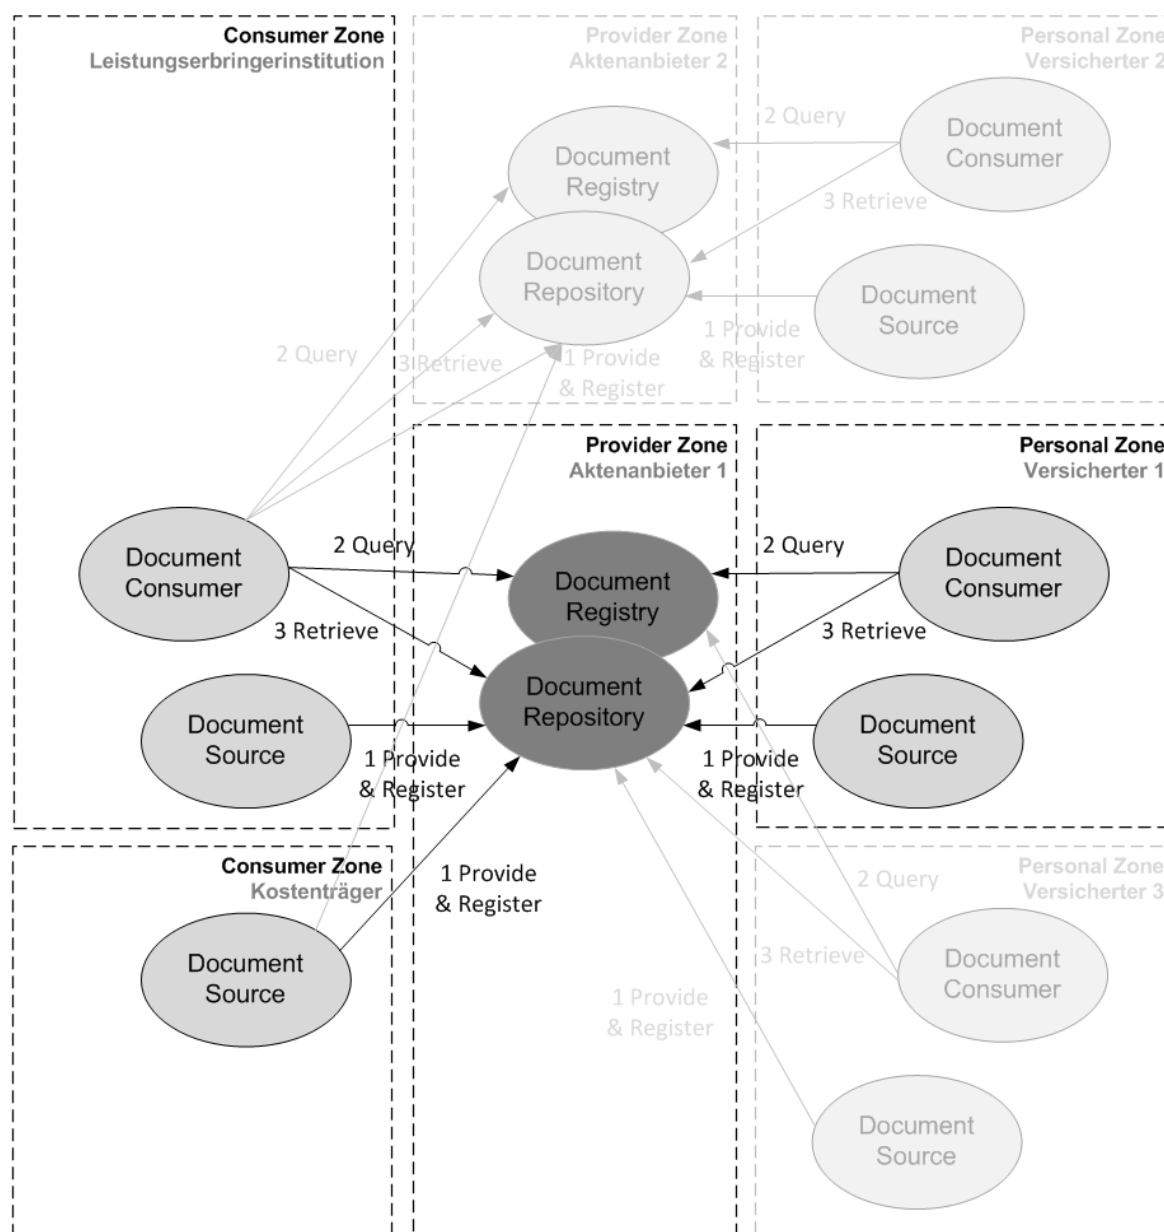 Consumer Zone
Leistungserbringerinstitution
Provider Zone
Aktenanbieter 2
Personal Zone
Versicherter 2
Document
Registry
2 Query
Document
Consumer
3 Retrieve
Document
Repository
Document
Source
1 Provide
& Register
2 Query
3 Retrieve
1 Provide
& Register
Provider Zone
Aktenanbieter 1
Personal Zone
Versicherter 1
Document
Consumer
2 Query
3 Retrieve
Document
Registry
2 Query
Document
Consumer
3 Retrieve
Document
Source
Document
Repository
Document
Source
1 Provide
& Register
1 Provide
& Register
Consumer Zone
Kostenträger
1 Provide
& Register
Document
Source
Personal Zone
Versicherter 3
2 Query
Document
Consumer
3 Retrieve
1 Provide
& Register
Document
Source